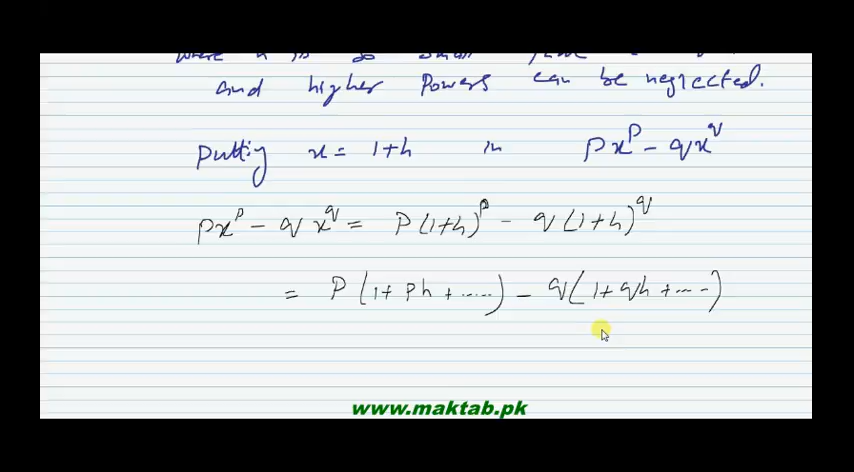 and higher Powers can be neglected.
Putting x = 1+h in Px^p - qx^q
px^p - q x^q = P(1+h)^p - q(1+h)^q
= P(1+Ph+.....) - q(1+qh+....)
www.maktab.pk